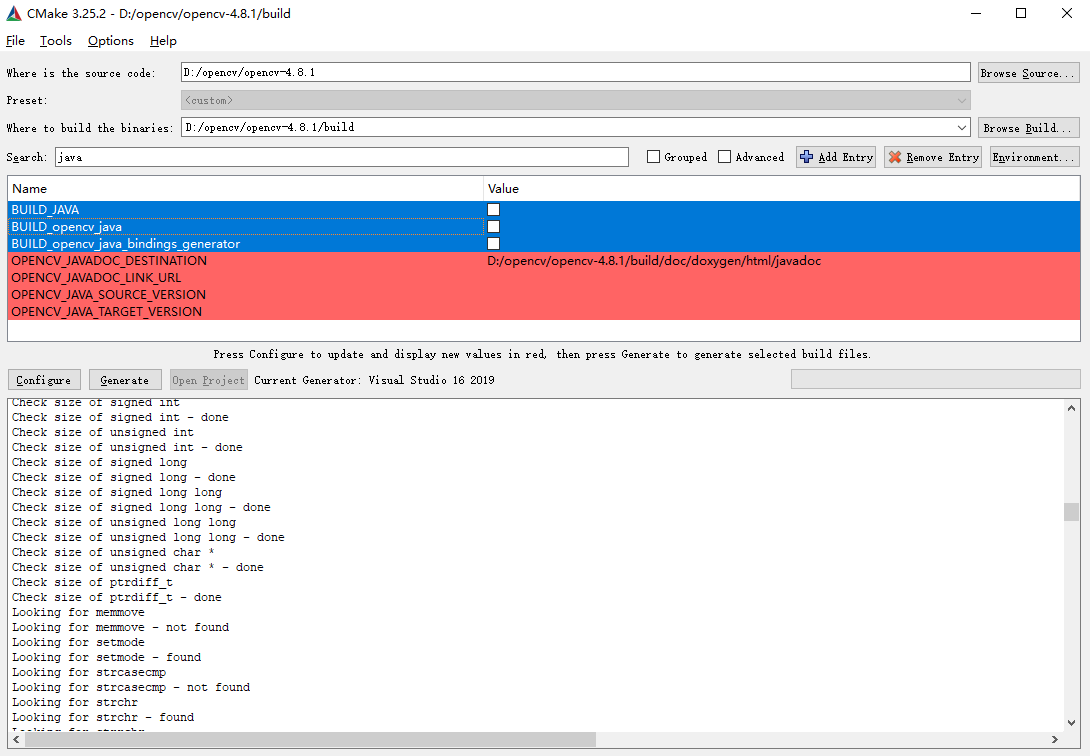 CMake 3.25.2 - D:/opencv/opencv-4.8.1/build
File Tools Options Help
Where is the source code: D:/opencv/opencv-4.8.1 Browse Source...
Preset: <custom>
Where to build the binaries: D:/opencv/opencv-4.8.1/build Browse Build...
Search: java Grouped Advanced Add Entry Remove Entry Environment...
Name Value
BUILD_JAVA
BUILD_opencv_java
BUILD_opencv_java_bindings_generator
OPENCV_JAVADOC_DESTINATION D:/opencv/opencv-4.8.1/build/doc/doxygen/html/javadoc
OPENCV_JAVADOC_LINK_URL
OPENCV_JAVA_SOURCE_VERSION
OPENCV_JAVA_TARGET_VERSION
Press Configure to update and display new values in red, then press Generate to generate selected build files.
Configure Generate Open Project Current Generator: Visual Studio 16 2019
Check size of signed int
Check size of signed int - done
Check size of unsigned int
Check size of unsigned int - done
Check size of signed long
Check size of signed long - done
Check size of signed long long
Check size of signed long long - done
Check size of unsigned long long
Check size of unsigned long long - done
Check size of unsigned char *
Check size of unsigned char * - done
Check size of ptrdiff_t
Check size of ptrdiff_t - done
Looking for memmove
Looking for memmove - not found
Looking for setmode
Looking for setmode - found
Looking for strcasecmp
Looking for strcasecmp - not found
Looking for strchr
Looking for strchr - found
Looking for